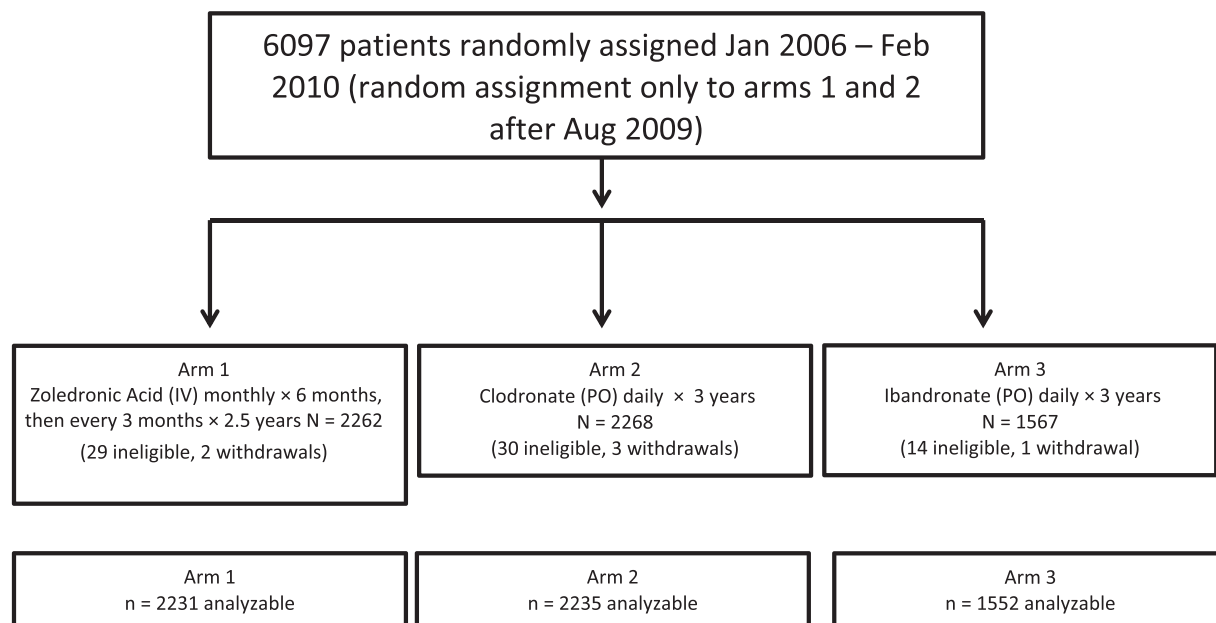 6097 patients randomly assigned Jan 2006 – Feb
2010 (random assignment only to arms 1 and 2
after Aug 2009)
Arm 1
Zoledronic Acid (IV) monthly × 6 months,
then every 3 months × 2.5 years N = 2262
(29 ineligible, 2 withdrawals)
Arm 2
Clodronate (PO) daily × 3 years
N = 2268
(30 ineligible, 3 withdrawals)
Arm 3
Ibandronate (PO) daily × 3 years
N = 1567
(14 ineligible, 1 withdrawal)
Arm 1
n = 2231 analyzable
Arm 2
n = 2235 analyzable
Arm 3
n = 1552 analyzable